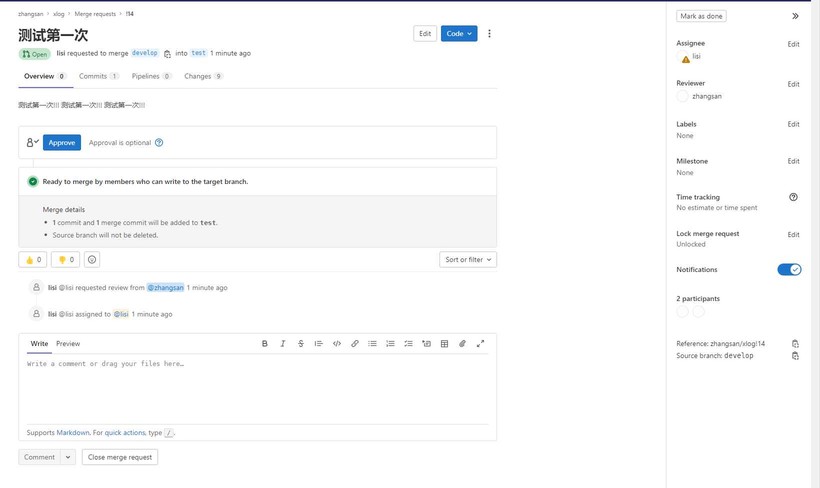 zhangsan > xlog > Merge requests > !14
测试第一次
Edit
Code
Open lisi requested to merge develop into test 1 minute ago
Overview 0 Commits 1 Pipelines 0 Changes 9
测试第一次!!! 测试第一次!!! 测试第一次!!!
Approve Approval is optional
Ready to merge by members who can write to the target branch.
Merge details
• 1 commit and 1 merge commit will be added to test.
• Source branch will not be deleted.
0 0
Sort or filter
lisi @lisi requested review from @zhangsan 1 minute ago
lisi @lisi assigned to @lisi 1 minute ago
Write Preview
Write a comment or drag your files here…
Supports Markdown. For quick actions, type /.
Comment
Close merge request
Mark as done
Assignee Edit
lisi
Reviewer Edit
zhangsan
Labels Edit
None
Milestone Edit
None
Time tracking
No estimate or time spent
Lock merge request Edit
Unlocked
Notifications
2 participants
Reference: zhangsan/xlog!14
Source branch: develop